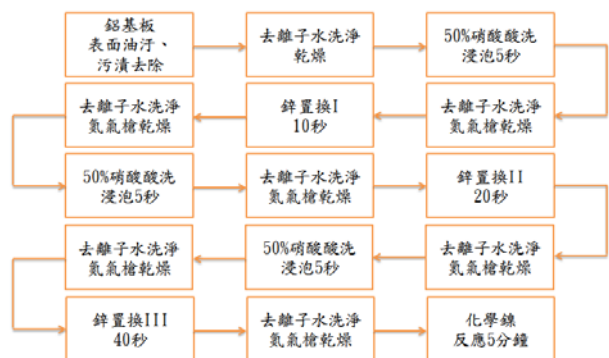 鋁基板
表面油汙、
污漬去除
去離子水洗淨
乾燥
50%硝酸酸洗
浸泡5秒
去離子水洗淨
氮氣槍乾燥
鋅置換I
10秒
去離子水洗淨
氮氣槍乾燥
50%硝酸酸洗
浸泡5秒
去離子水洗淨
氮氣槍乾燥
鋅置換II
20秒
去離子水洗淨
氮氣槍乾燥
50%硝酸酸洗
浸泡5秒
去離子水洗淨
氮氣槍乾燥
鋅置換III
40秒
去離子水洗淨
氮氣槍乾燥
化學鎳
反應5分鐘